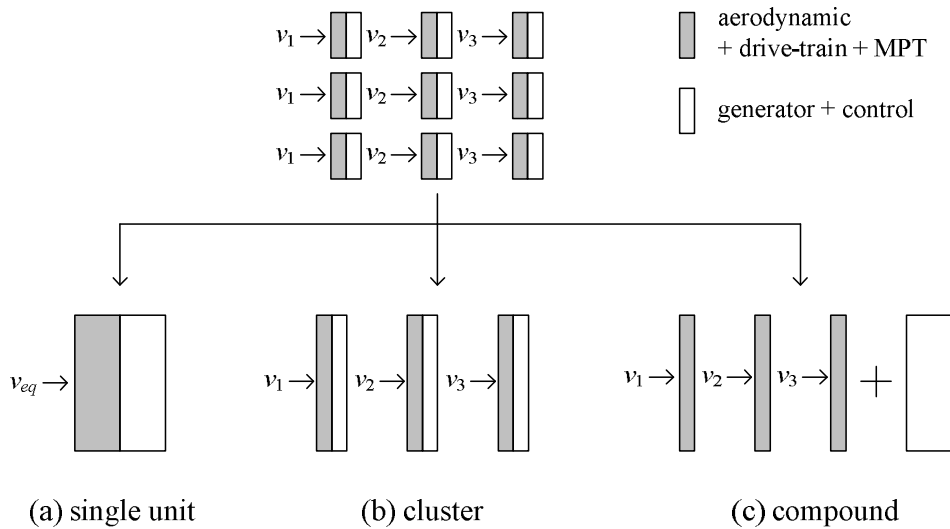 v1 v2 v3
v1 v2 v3
v1 v2 v3
aerodynamic
+ drive-train + MPT
generator + control
veq
v1 v2 v3
v1 v2 v3 +
(a) single unit
(b) cluster
(c) compound